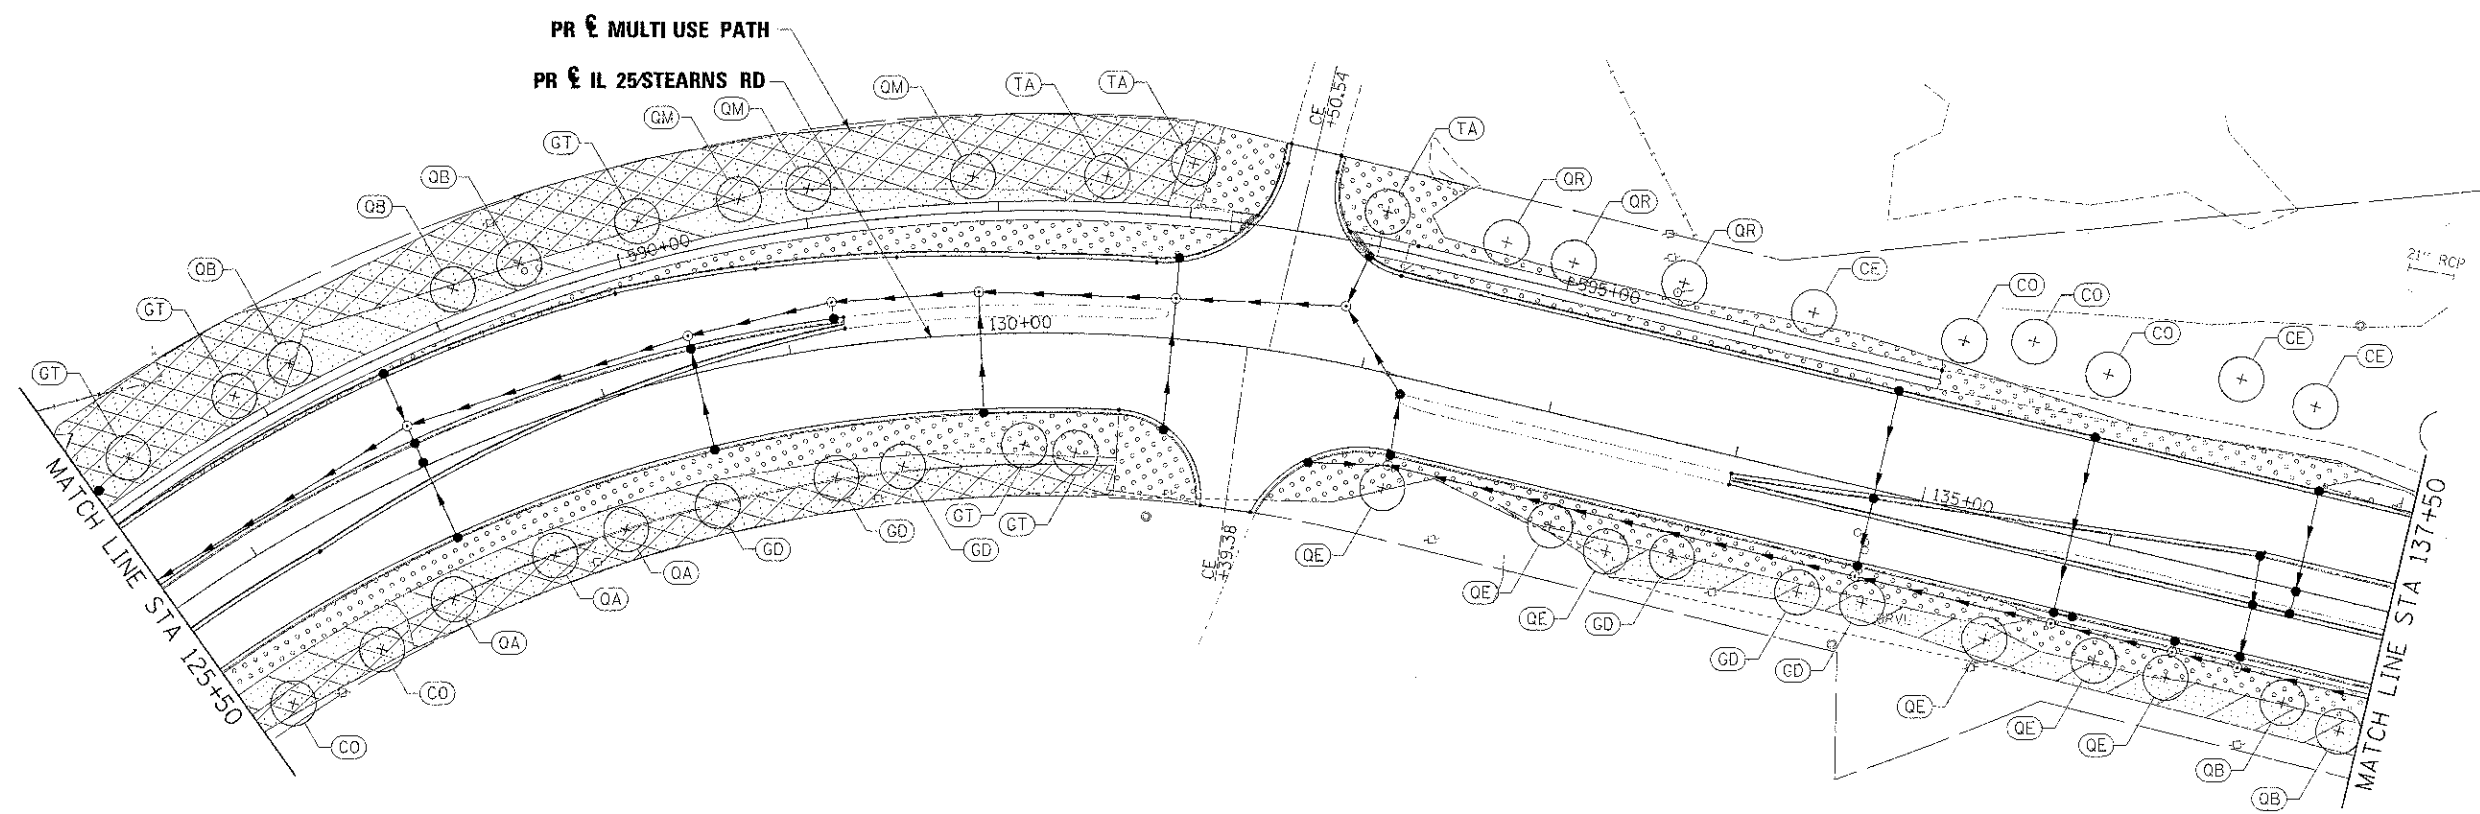 PR ℄ MULTI USE PATH
PR ℄ IL 25/STEARNS RD
QM
TA
TA
QM
QM
GT
QB
QB
QB
GT
GT
CE
+50.54
TA
QR
QR
QR
CE
CO
CO
CO
CE
CE
21" RCP
590+00
130+00
595+00
135+00
MATCH LINE STA 125+50
MATCH LINE STA 137+50
CE
+39.38
CO
CO
QA
QA
QA
GD
GD
GD
GT
GT
QE
QE
QE
GD
GD
GD
QE
QE
QE
QB
QB